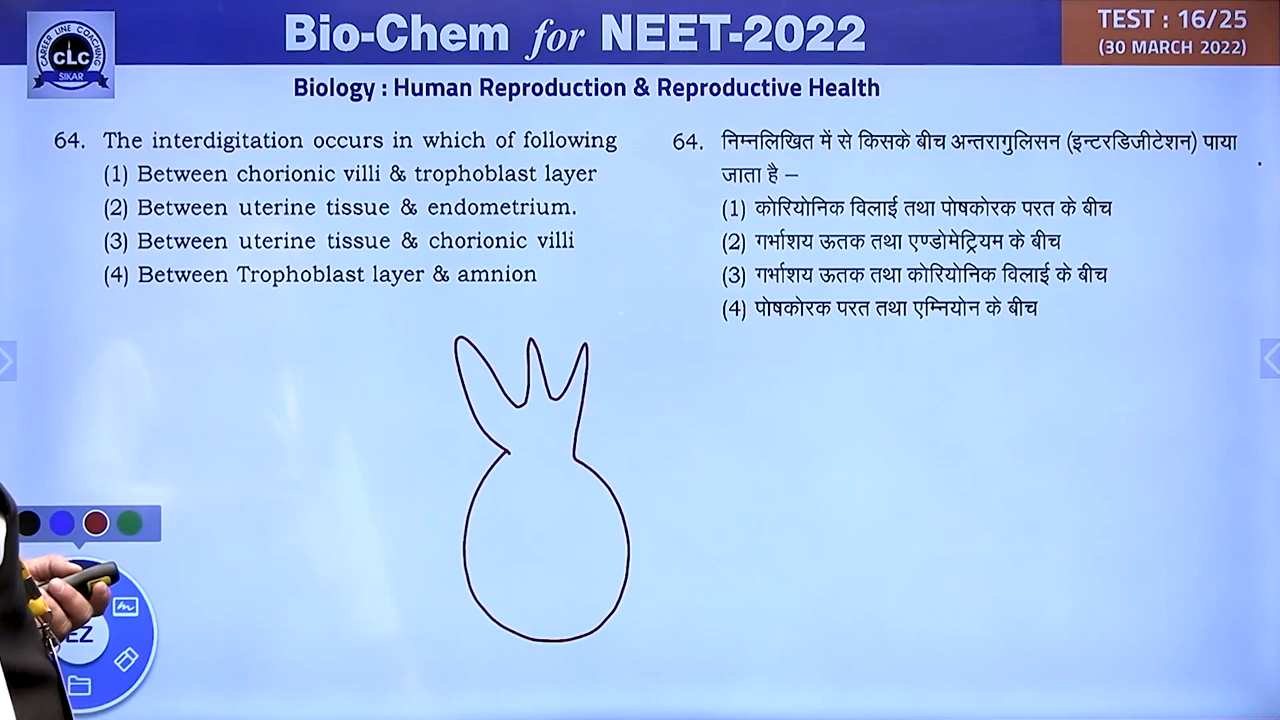 CAREER LINE COACHING
CLC
SIKAR
Bio-Chem for NEET-2022
TEST : 16/25
(30 MARCH 2022)
Biology : Human Reproduction & Reproductive Health
64. The interdigitation occurs in which of following
(1) Between chorionic villi & trophoblast layer
(2) Between uterine tissue & endometrium.
(3) Between uterine tissue & chorionic villi
(4) Between Trophoblast layer & amnion
64. निम्नलिखित में से किसके बीच अन्तरागुलिसन (इन्टरडिजीटेशन) पाया
जाता है –
(1) कोरियोनिक विलाई तथा पोषकोरक परत के बीच
(2) गर्भाशय ऊतक तथा एण्डोमेट्रियम के बीच
(3) गर्भाशय ऊतक तथा कोरियोनिक विलाई के बीच
(4) पोषकोरक परत तथा एम्नियोन के बीच
EZ